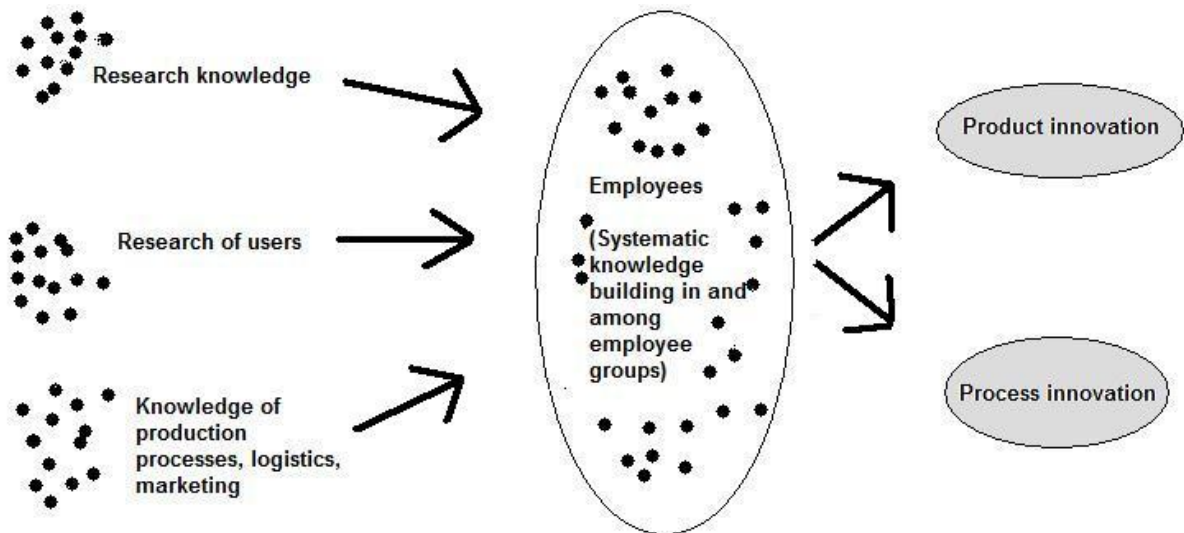 Research knowledge
Research of users
Knowledge of
production
processes, logistics,
marketing
Employees
(Systematic
knowledge
building in and
among
employee
groups)
Product innovation
Process innovation